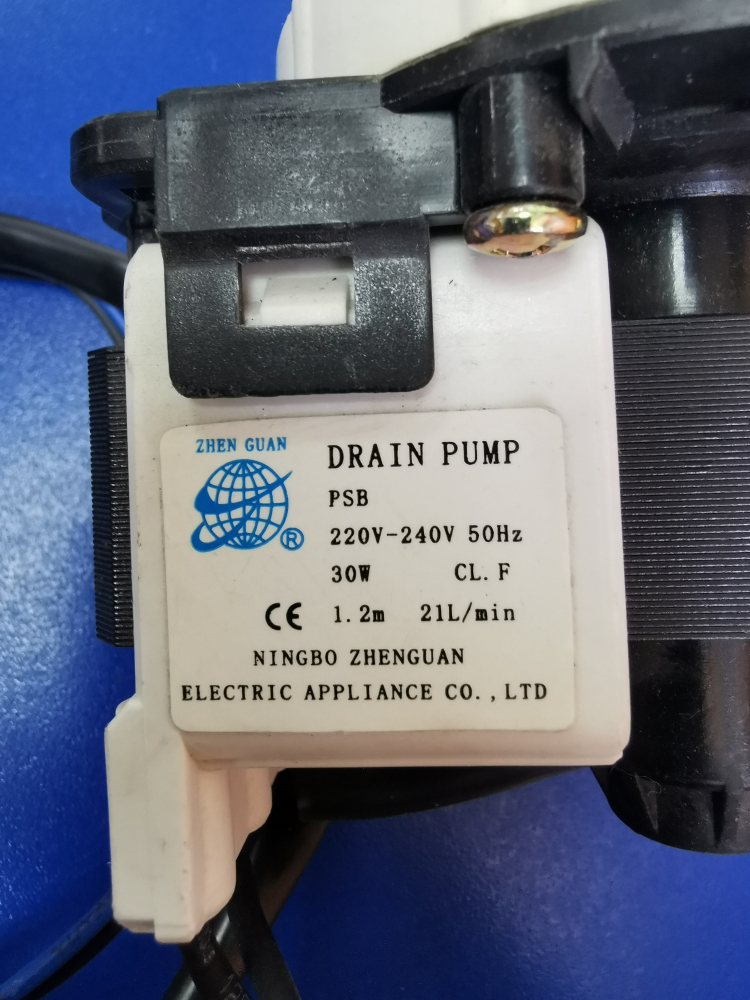 ZHEN GUAN
®
DRAIN PUMP
PSB
220V-240V 50Hz
30W CL. F
CE 1.2m 21L/min
NINGBO ZHENGUAN
ELECTRIC APPLIANCE CO., LTD